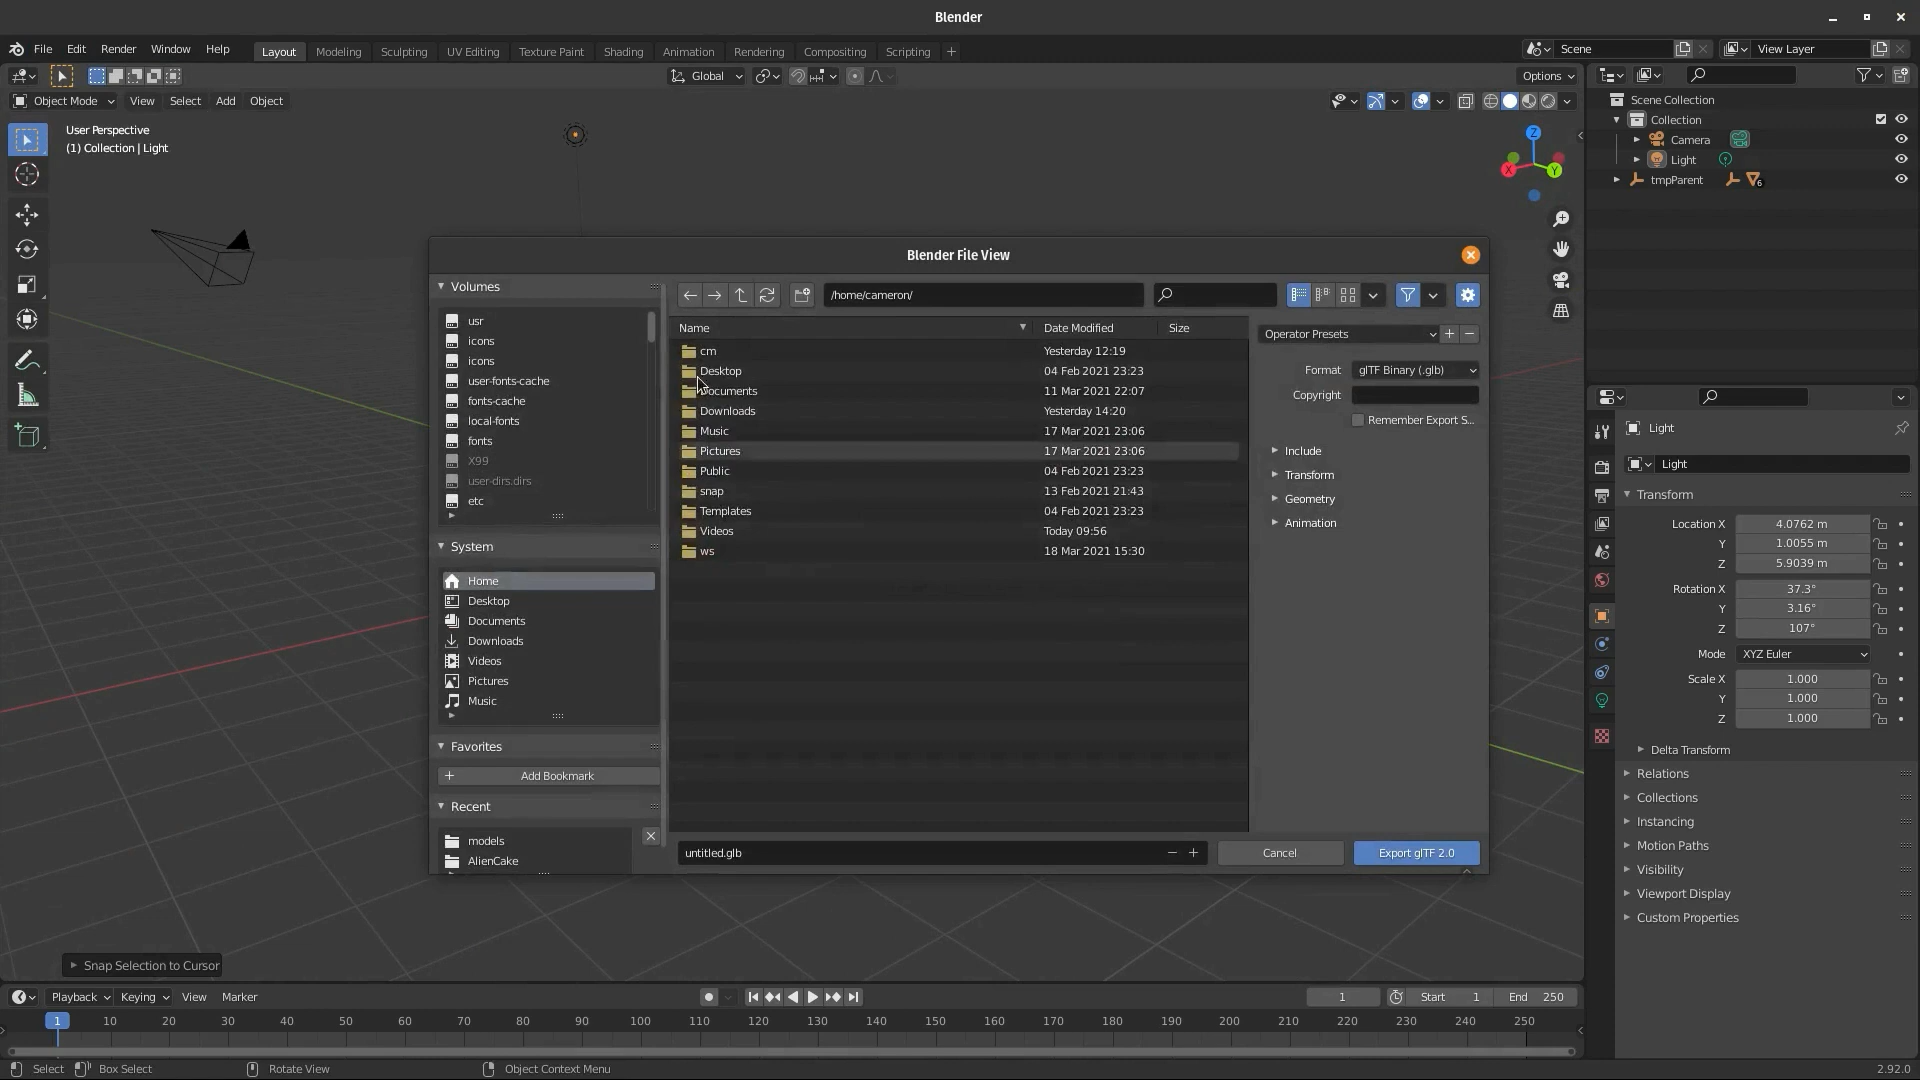 Blender
File Edit Render Window Help
Layout Modeling Sculpting UV Editing Texture Paint Shading Animation Rendering Compositing Scripting +
Scene View Layer
Global Options
Object Mode View Select Add Object
User Perspective
(1) Collection | Light
Z
X
Y
Scene Collection
Collection
Camera
Light
tmpParent 6
Blender File View
Volumes
usr
icons
icons
user-fonts-cache
fonts-cache
local-fonts
fonts
X99
user-dirs.dirs
etc
System
Home
Desktop
Documents
Downloads
Videos
Pictures
Music
Favorites
+ Add Bookmark
Recent
models
AlienCake
/home/cameron/
Name Date Modified Size
cm Yesterday 12:19
Desktop 04 Feb 2021 23:23
Documents 11 Mar 2021 22:07
Downloads Yesterday 14:20
Music 17 Mar 2021 23:06
Pictures 17 Mar 2021 23:06
Public 04 Feb 2021 23:23
snap 13 Feb 2021 21:43
Templates 04 Feb 2021 23:23
Videos Today 09:56
ws 18 Mar 2021 15:30
untitled.glb
Cancel
Export glTF 2.0
Operator Presets
Format glTF Binary (.glb)
Copyright
Remember Export S...
Include
Transform
Geometry
Animation
Light
Light
Transform
Location X 4.0762 m
Y 1.0055 m
Z 5.9039 m
Rotation X 37.3°
Y 3.16°
Z 107°
Mode XYZ Euler
Scale X 1.000
Y 1.000
Z 1.000
Delta Transform
Relations
Collections
Instancing
Motion Paths
Visibility
Viewport Display
Custom Properties
Snap Selection to Cursor
Playback Keying View Marker
1 Start 1 End 250
1 10 20 30 40 50 60 70 80 90 100 110 120 130 140 150 160 170 180 190 200 210 220 230 240 250
Select Box Select Rotate View Object Context Menu 2.92.0